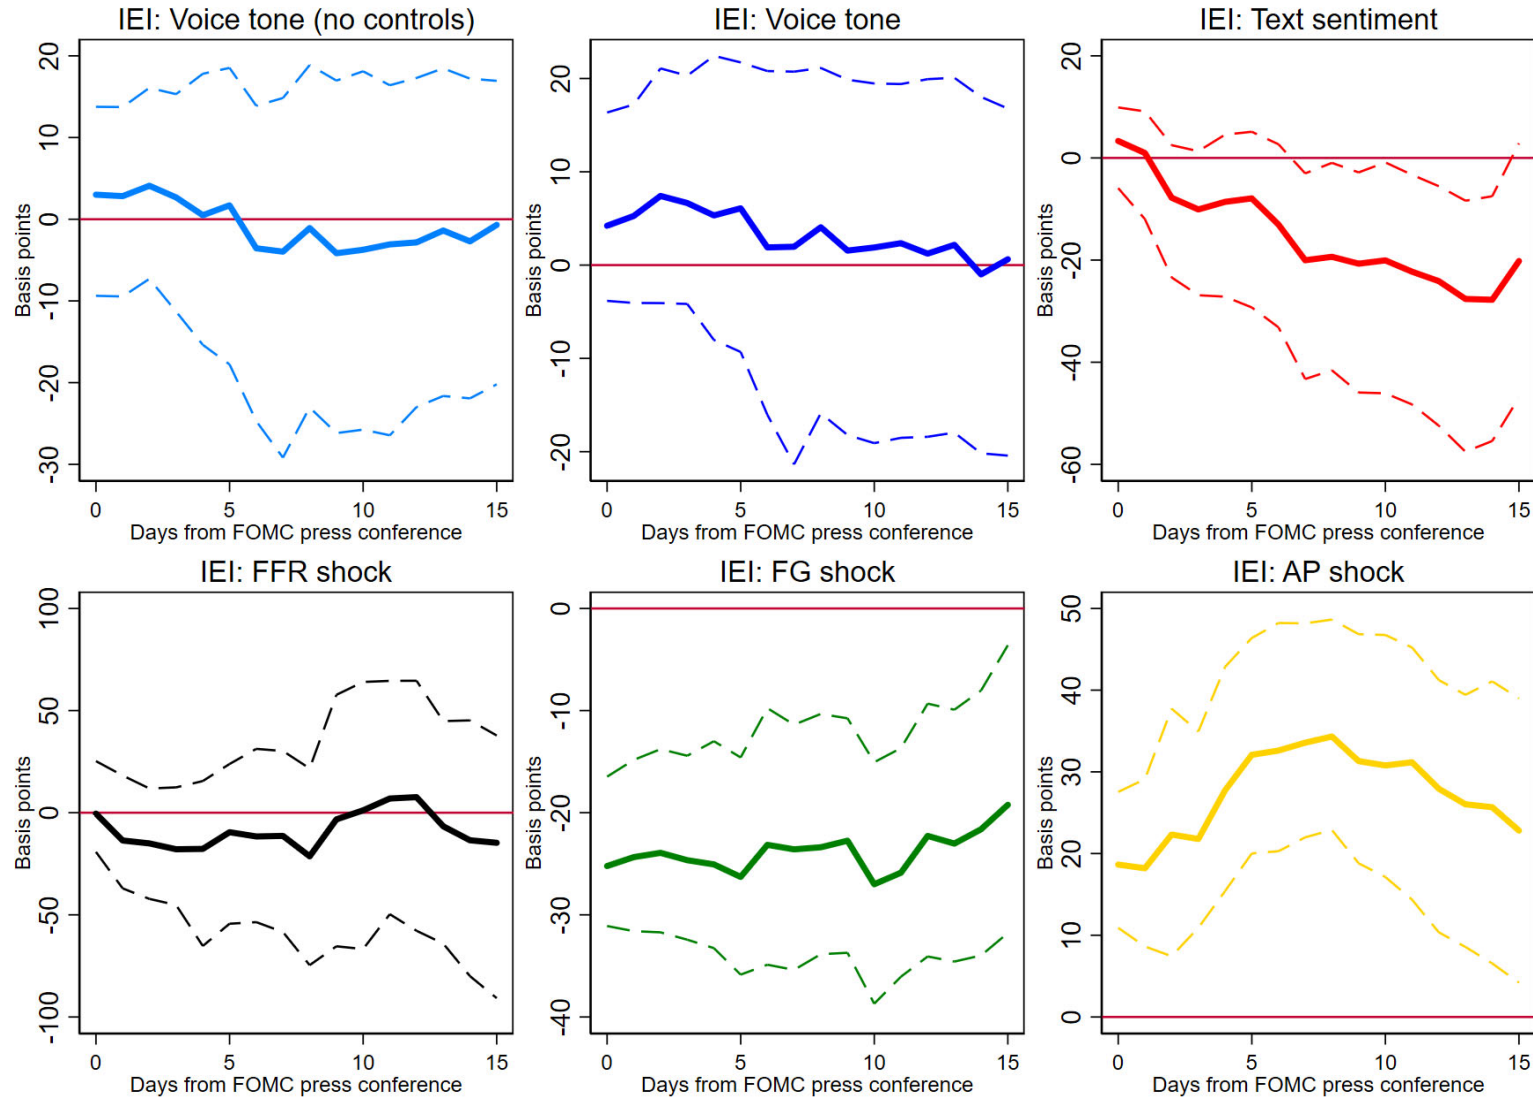 IEI: Voice tone (no controls)
Basis points
20
10
0
-10
-20
-30
0 5 10 15
Days from FOMC press conference
IEI: Voice tone
Basis points
20
10
0
-10
-20
0 5 10 15
Days from FOMC press conference
IEI: Text sentiment
Basis points
20
0
-20
-40
-60
0 5 10 15
Days from FOMC press conference
IEI: FFR shock
Basis points
100
50
0
-50
-100
0 5 10 15
Days from FOMC press conference
IEI: FG shock
Basis points
0
-10
-20
-30
-40
0 5 10 15
Days from FOMC press conference
IEI: AP shock
Basis points
50
40
30
20
10
0
0 5 10 15
Days from FOMC press conference